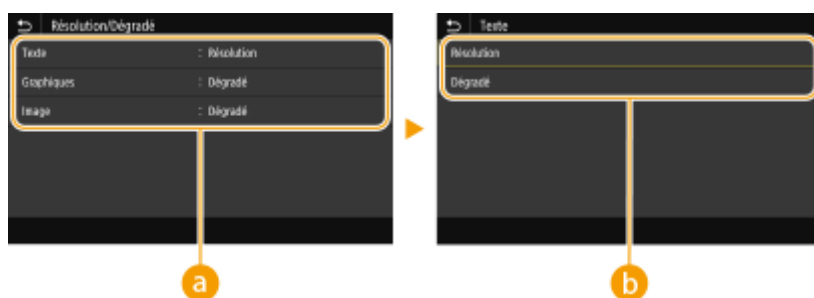 Résolution/Dégradé
Texte : Résolution
Graphiques : Dégradé
Image : Dégradé
a
Texte
Résolution
Dégradé
b